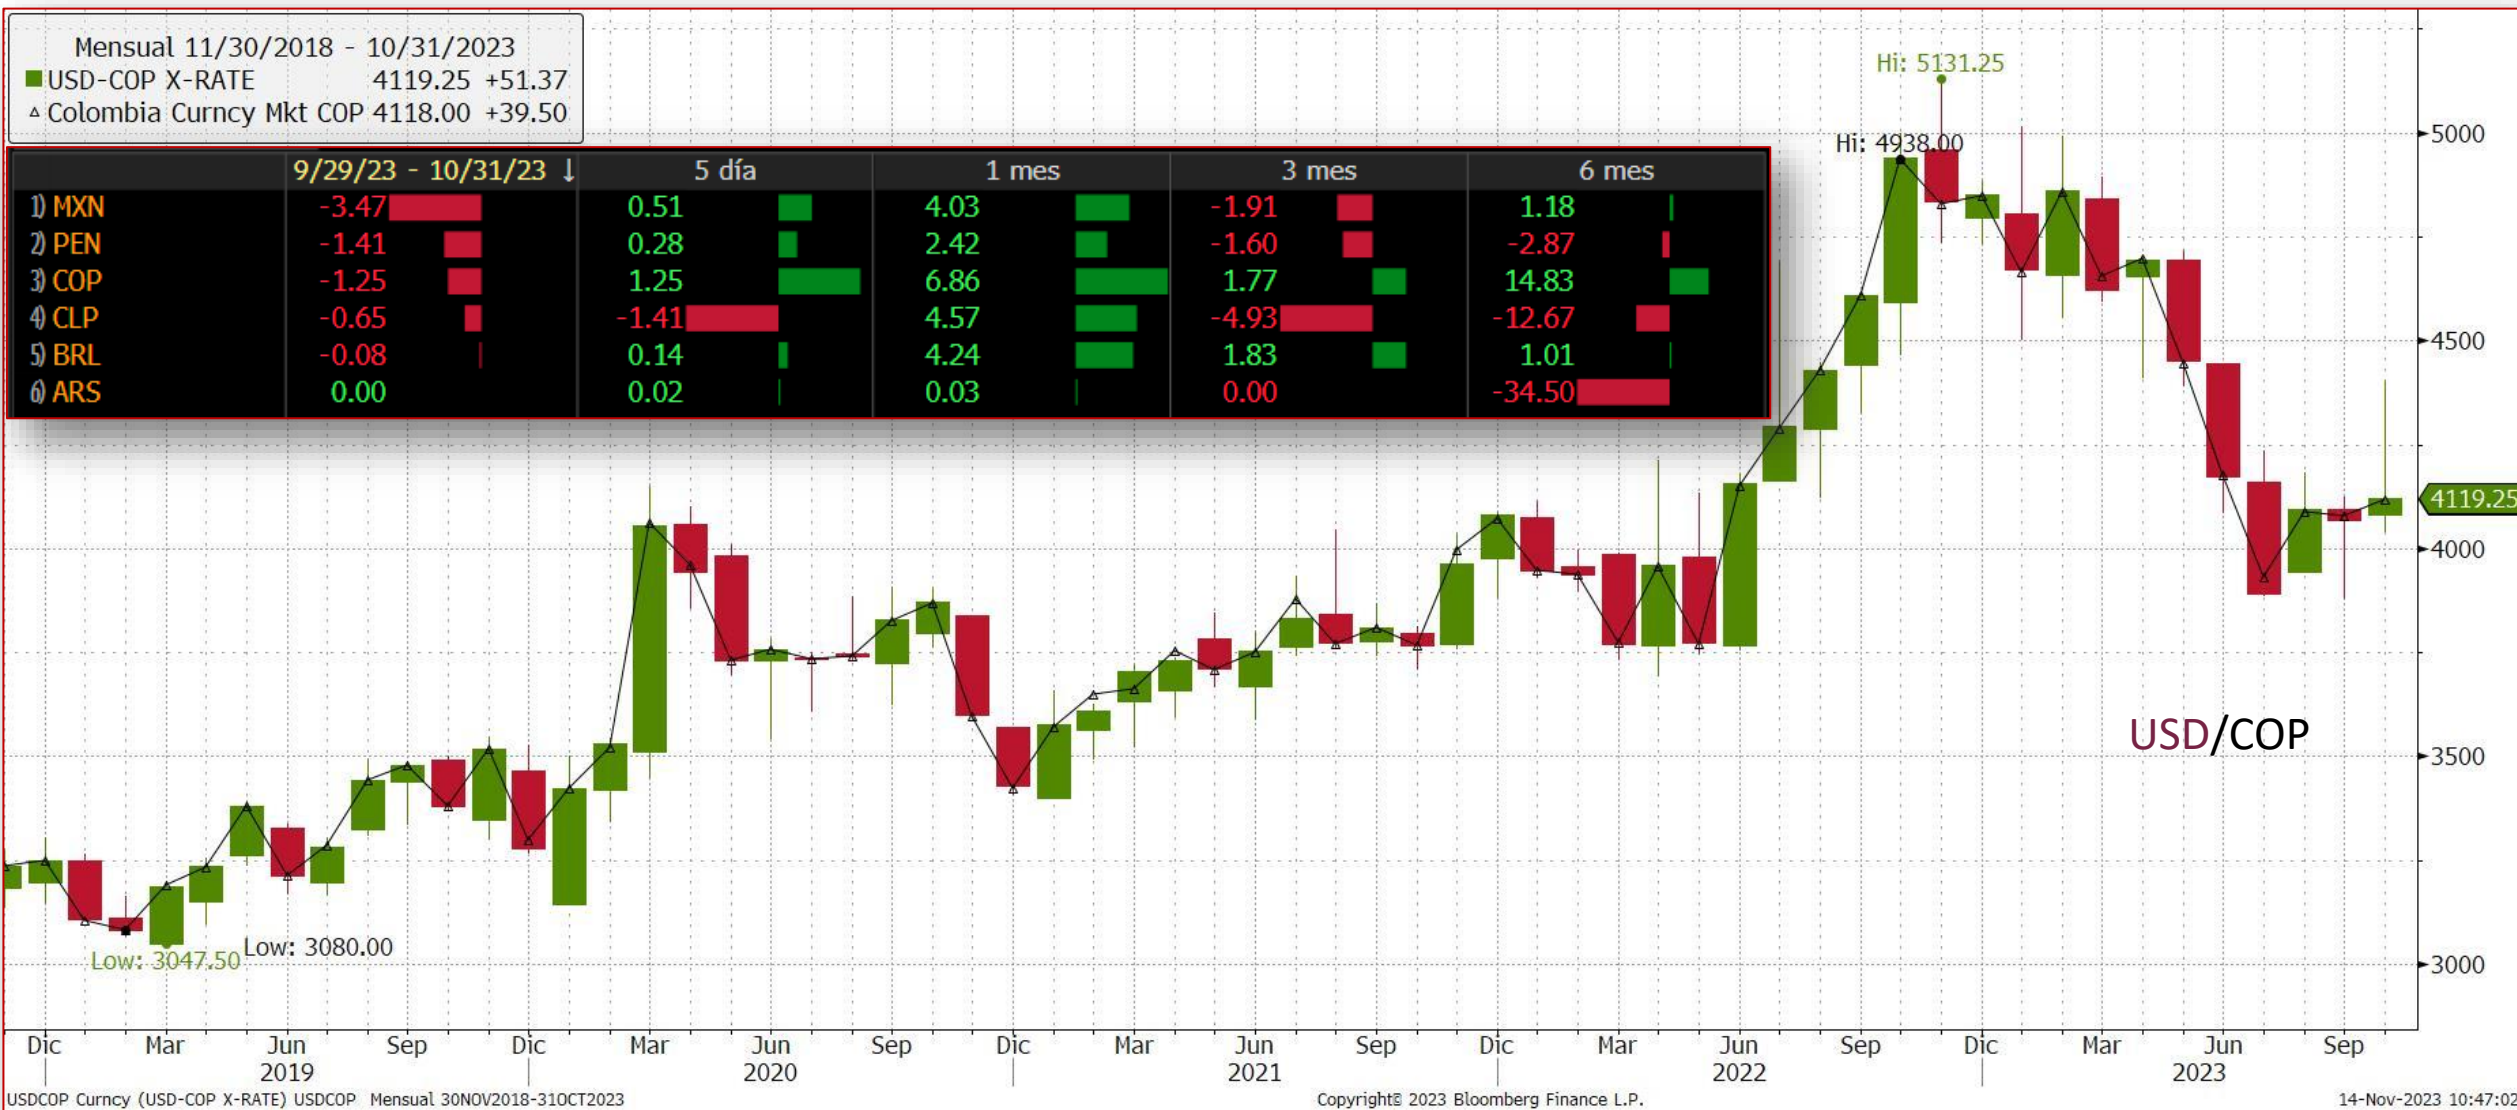 Mensual 11/30/2018 - 10/31/2023
USD-COP X-RATE 4119.25 +51.37
Colombia Curncy Mkt COP 4118.00 +39.50
9/29/23 - 10/31/23 ↓ 5 día 1 mes 3 mes 6 mes
1) MXN -3.47 0.51 4.03 -1.91 1.18
2) PEN -1.41 0.28 2.42 -1.60 -2.87
3) COP -1.25 1.25 6.86 1.77 14.83
4) CLP -0.65 -1.41 4.57 -4.93 -12.67
5) BRL -0.08 0.14 4.24 1.83 1.01
6) ARS 0.00 0.02 0.03 0.00 -34.50
Hi: 5131.25
Hi: 4938.00
5000
4500
4119.25
4000
3500
3000
USD/COP
Low: 3080.00
Low: 3047.50
Dic Mar Jun Sep Dic Mar Jun Sep Dic Mar Jun Sep Dic Mar Jun Sep Dic Mar Jun Sep
2019 2020 2021 2022 2023
USDCOP Curncy (USD-COP X-RATE) USDCOP Mensual 30NOV2018-31OCT2023 Copyright© 2023 Bloomberg Finance L.P. 14-Nov-2023 10:47:02